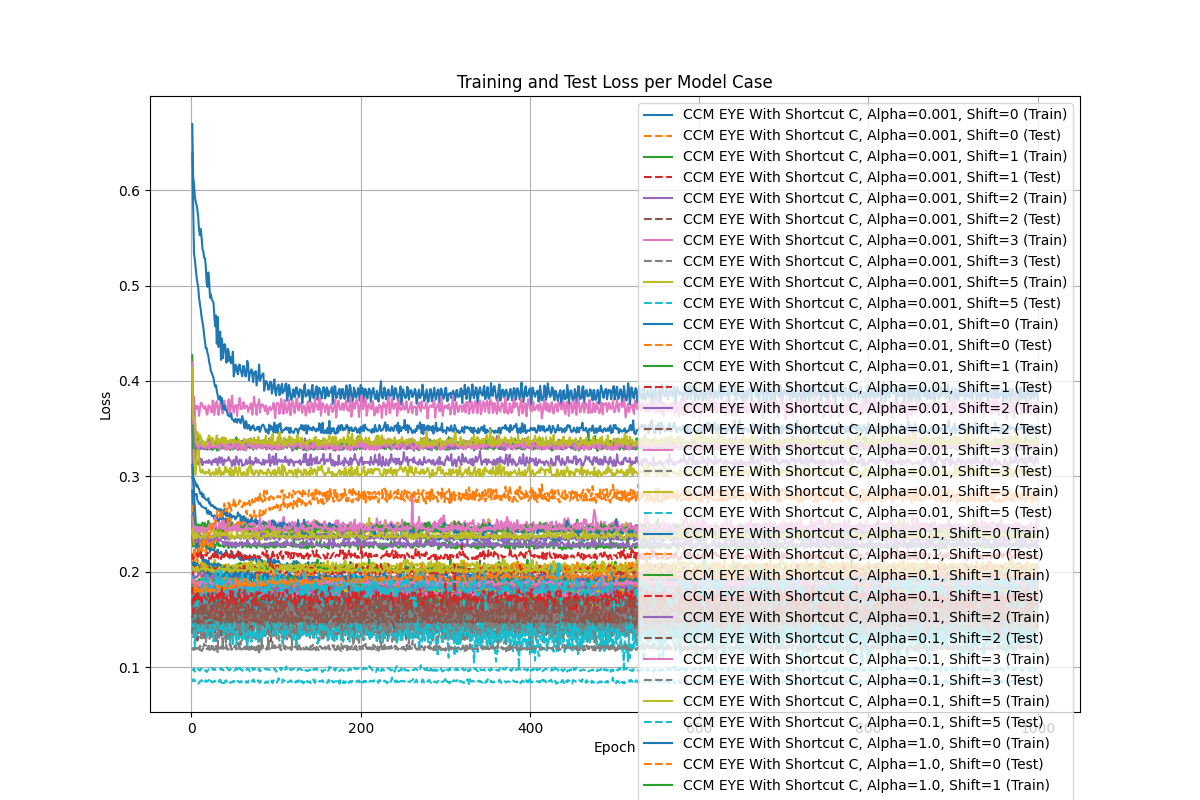 Training and Test Loss per Model Case
CCM EYE With Shortcut C, Alpha=0.001, Shift=0 (Train)
CCM EYE With Shortcut C, Alpha=0.001, Shift=0 (Test)
CCM EYE With Shortcut C, Alpha=0.001, Shift=1 (Train)
CCM EYE With Shortcut C, Alpha=0.001, Shift=1 (Test)
CCM EYE With Shortcut C, Alpha=0.001, Shift=2 (Train)
CCM EYE With Shortcut C, Alpha=0.001, Shift=2 (Test)
CCM EYE With Shortcut C, Alpha=0.001, Shift=3 (Train)
CCM EYE With Shortcut C, Alpha=0.001, Shift=3 (Test)
CCM EYE With Shortcut C, Alpha=0.001, Shift=5 (Train)
CCM EYE With Shortcut C, Alpha=0.001, Shift=5 (Test)
CCM EYE With Shortcut C, Alpha=0.01, Shift=0 (Train)
CCM EYE With Shortcut C, Alpha=0.01, Shift=0 (Test)
CCM EYE With Shortcut C, Alpha=0.01, Shift=1 (Train)
CCM EYE With Shortcut C, Alpha=0.01, Shift=1 (Test)
CCM EYE With Shortcut C, Alpha=0.01, Shift=2 (Train)
CCM EYE With Shortcut C, Alpha=0.01, Shift=2 (Test)
CCM EYE With Shortcut C, Alpha=0.01, Shift=3 (Train)
CCM EYE With Shortcut C, Alpha=0.01, Shift=3 (Test)
CCM EYE With Shortcut C, Alpha=0.01, Shift=5 (Train)
CCM EYE With Shortcut C, Alpha=0.01, Shift=5 (Test)
CCM EYE With Shortcut C, Alpha=0.1, Shift=0 (Train)
CCM EYE With Shortcut C, Alpha=0.1, Shift=0 (Test)
CCM EYE With Shortcut C, Alpha=0.1, Shift=1 (Train)
CCM EYE With Shortcut C, Alpha=0.1, Shift=1 (Test)
CCM EYE With Shortcut C, Alpha=0.1, Shift=2 (Train)
CCM EYE With Shortcut C, Alpha=0.1, Shift=2 (Test)
CCM EYE With Shortcut C, Alpha=0.1, Shift=3 (Train)
CCM EYE With Shortcut C, Alpha=0.1, Shift=3 (Test)
CCM EYE With Shortcut C, Alpha=0.1, Shift=5 (Train)
CCM EYE With Shortcut C, Alpha=0.1, Shift=5 (Test)
CCM EYE With Shortcut C, Alpha=1.0, Shift=0 (Train)
CCM EYE With Shortcut C, Alpha=1.0, Shift=0 (Test)
CCM EYE With Shortcut C, Alpha=1.0, Shift=1 (Train)
Loss
0.6
0.5
0.4
0.3
0.2
0.1
0
200
400
600
800
1000
Epoch